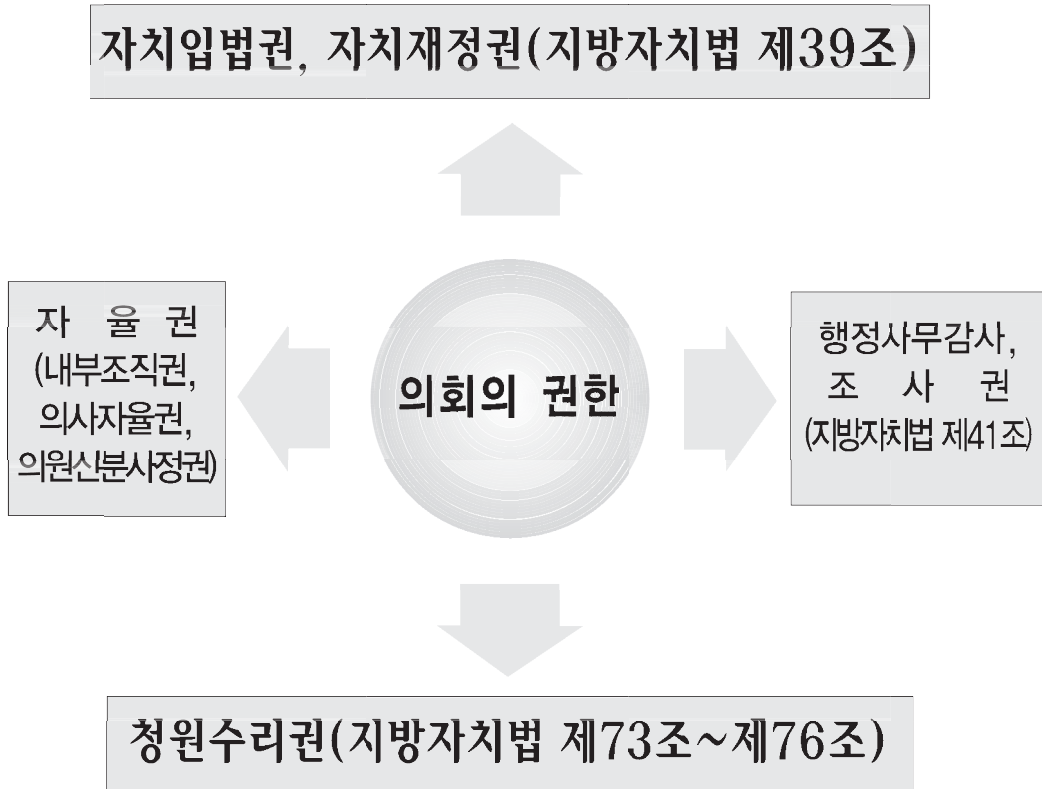 자치입법권, 자치재정권(지방자치법 제39조)
자 율 권
(내부조직권,
의사자율권,
의원신분사정권)
의회의 권한
행정사무감사,
조 사 권
(지방자치법 제41조)
청원수리권(지방자치법 제73조~제76조)